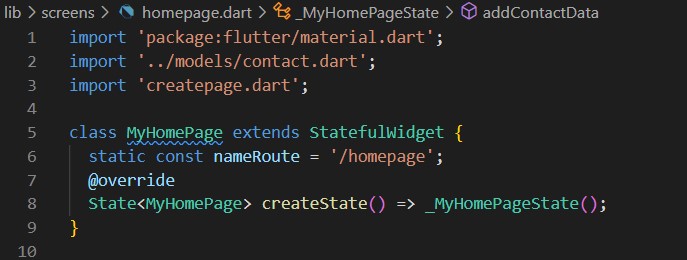 lib > screens > homepage.dart > _MyHomePageState > addContactData
1 import 'package:flutter/material.dart';
2 import '../models/contact.dart';
3 import 'createpage.dart';
4
5 class MyHomePage extends StatefulWidget {
6   static const nameRoute = '/homepage';
7   @override
8   State<MyHomePage> createState() => _MyHomePageState();
9 }
10